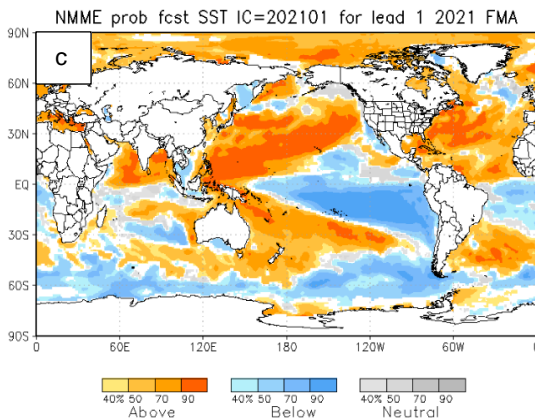 NMME prob fcst SST IC=202101 for lead 1 2021 FMA
C
90N
60N
30N
EQ
30S
60S
90S
0 60E 120E 180 120W 60W 0
40% 50 70 90 40% 50 70 90 40% 50 70 90
Above Below Neutral